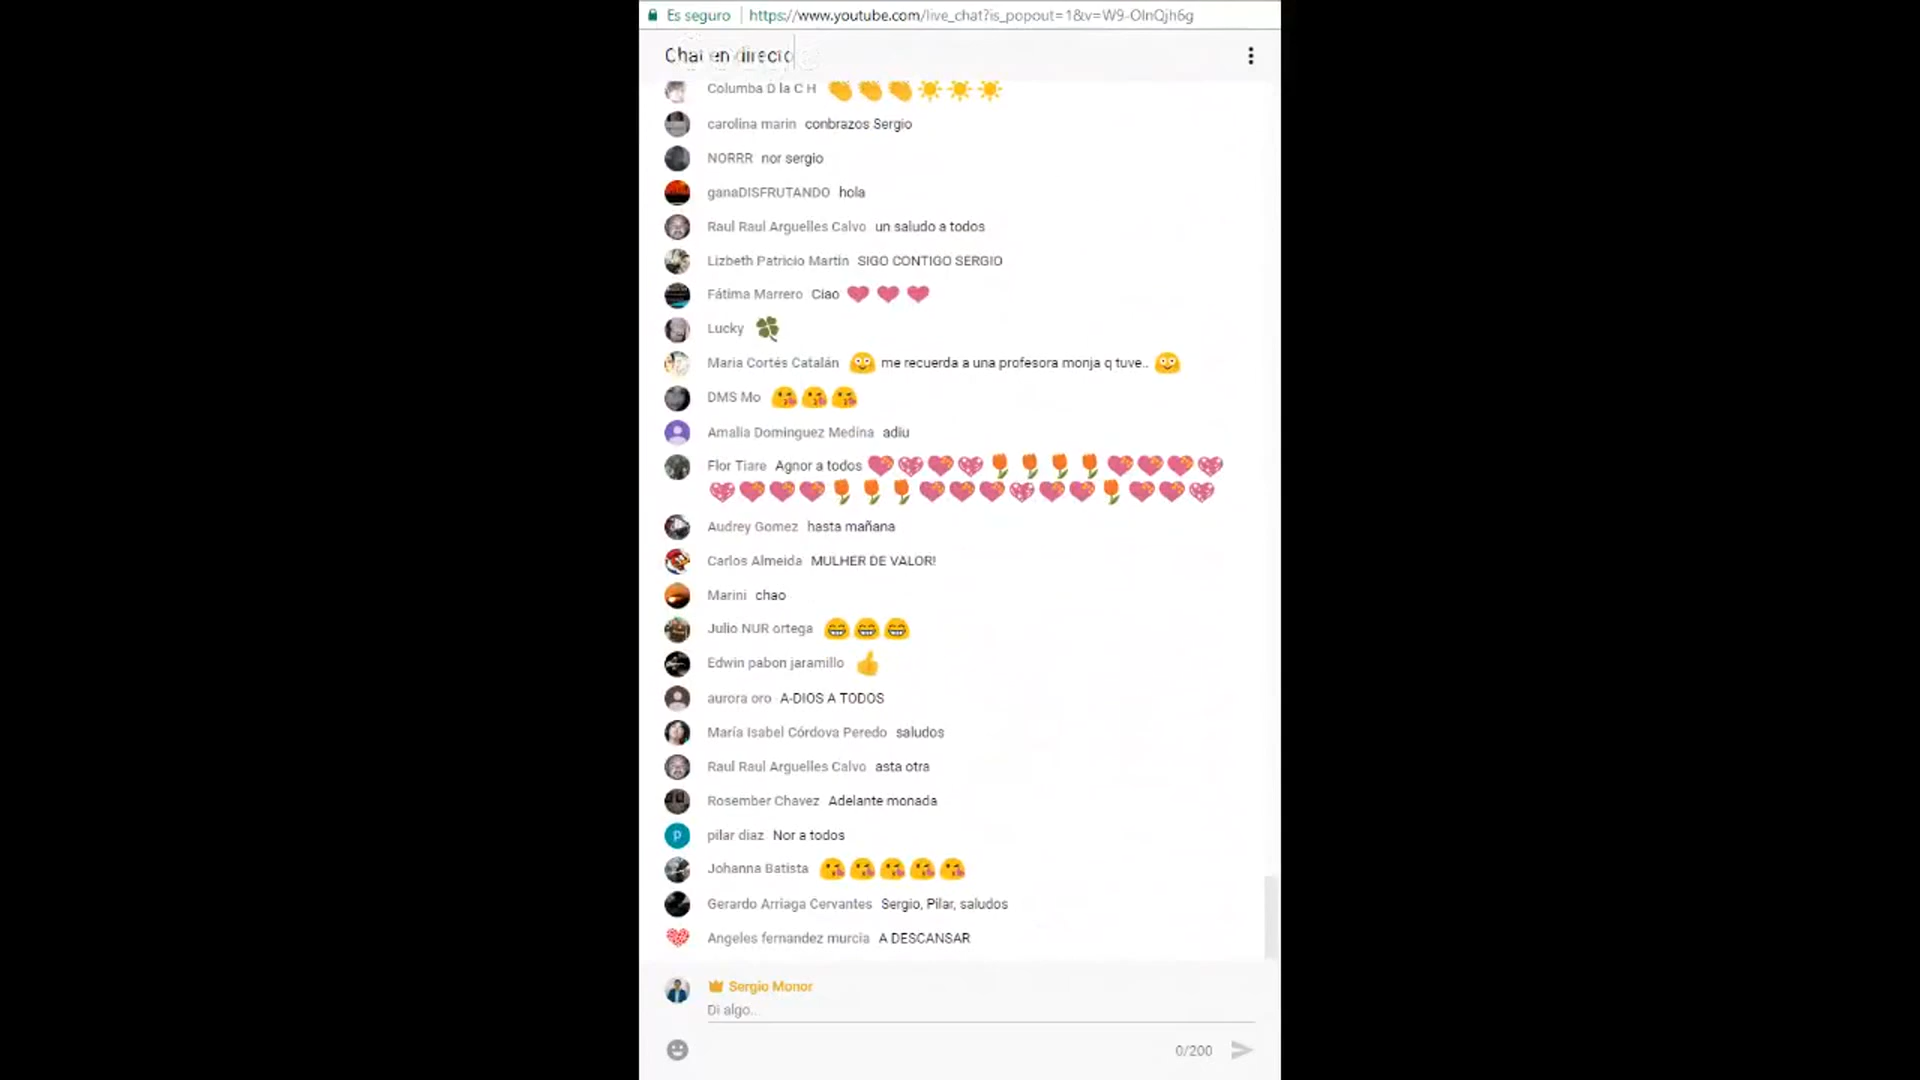 Es seguro https://www.youtube.com/live_chat?is_popout=1&v=W9-OlnQjh6g
Chat en directo
Columba D la C H
carolina marin conbrazos Sergio
NORRR nor sergio
ganaDISFRUTANDO hola
Raul Raul Arguelles Calvo un saludo a todos
Lizbeth Patricio Martin SIGO CONTIGO SERGIO
Fátima Marrero Ciao
Lucky
Maria Cortés Catalán me recuerda a una profesora monja q tuve..
DMS Mo
Amalia Dominguez Medina adiu
Flor Tiare Agnor a todos
Audrey Gomez hasta mañana
Carlos Almeida MULHER DE VALOR!
Marini chao
Julio NUR ortega
Edwin pabon jaramillo
aurora oro A-DIOS A TODOS
María Isabel Córdova Peredo saludos
Raul Raul Arguelles Calvo asta otra
Rosember Chavez Adelante monada
p pilar diaz Nor a todos
Johanna Batista
Gerardo Arriaga Cervantes Sergio, Pilar, saludos
Angeles fernandez murcia A DESCANSAR
Sergio Monor
Di algo...
0/200